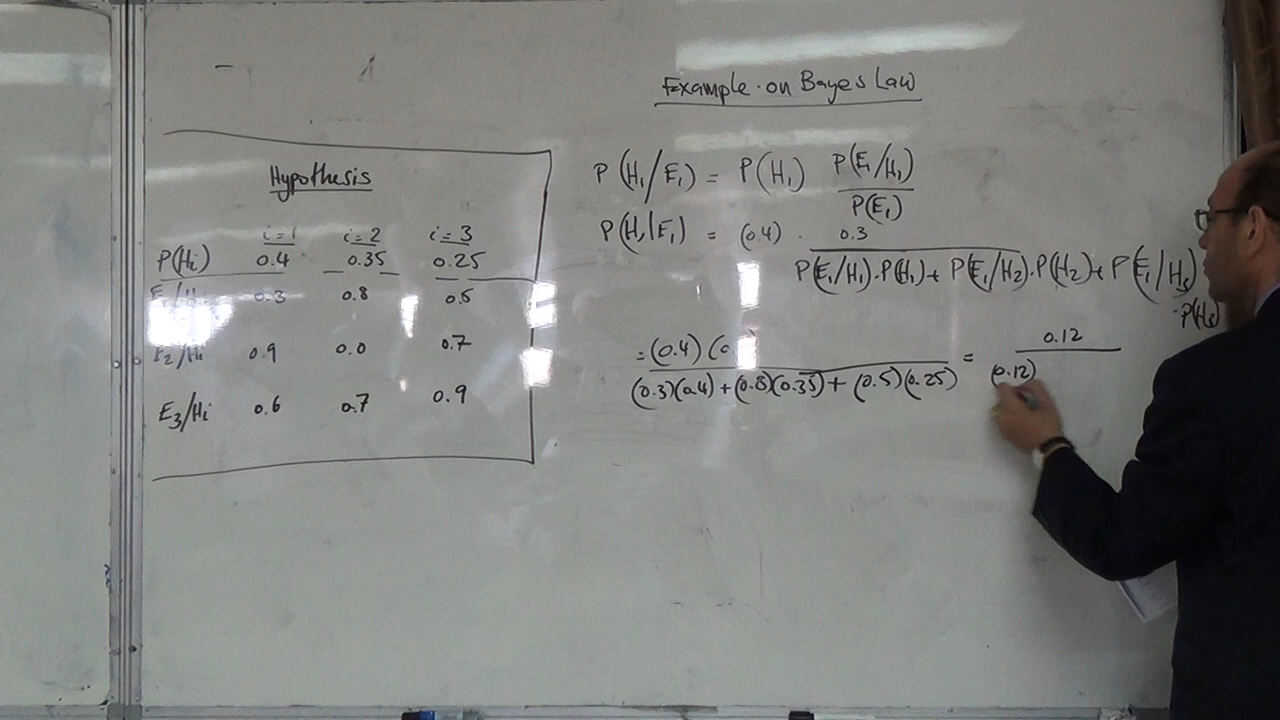 Example on Bayes Law
Hypothesis
i=1 i=2 i=3
P(Hi) 0.4 0.35 0.25
E1/Hi 0.3 0.8 0.5
E2/Hi 0.9 0.0 0.7
E3/Hi 0.6 0.7 0.9
P(H1/E1) = P(H1) P(E1/H1)
P(E1)
P(H1|E1) = (0.4) . 0.3
P(E1/H1).P(H1) + P(E1/H2).P(H2) + P(E1/H3)
.P(H3)
= (0.4) (0. = 0.12
(0.3)(0.4) + (0.8)(0.35) + (0.5)(0.25) (0.12)